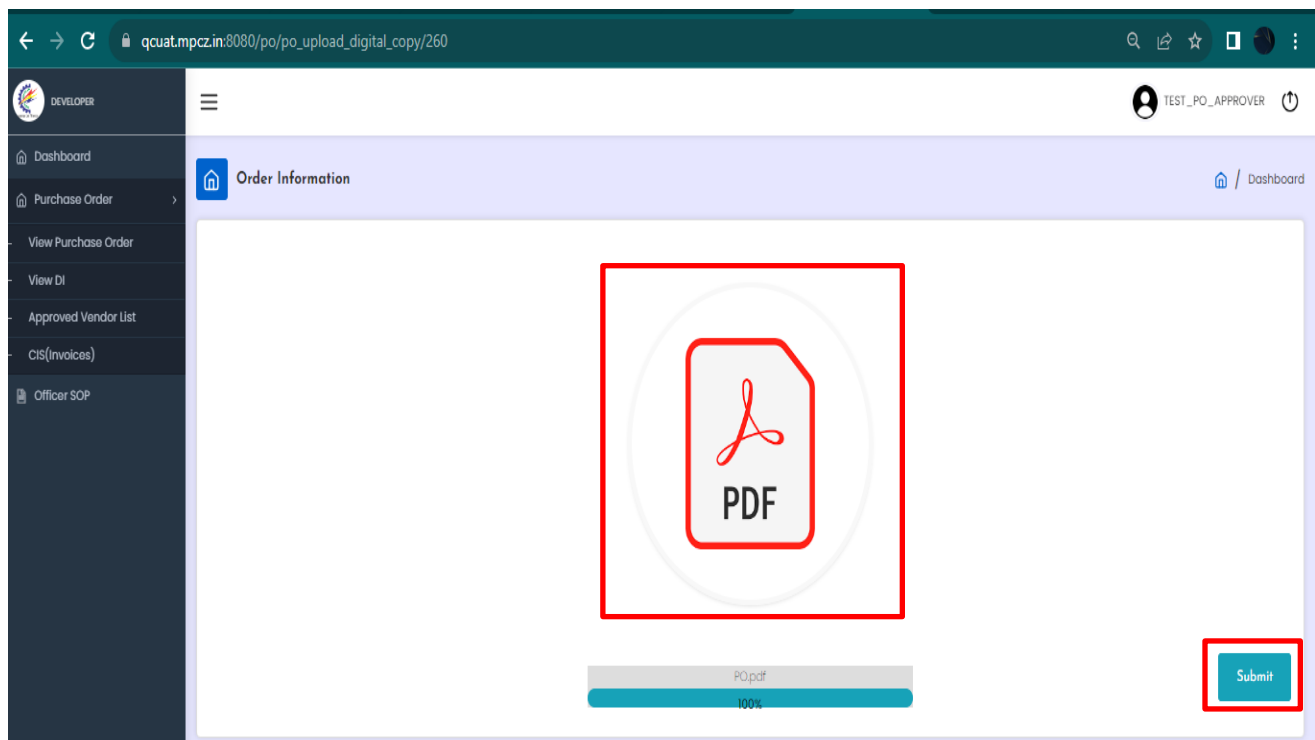 qcuat.mpcz.in:8080/po/po_upload_digital_copy/260
DEVELOPER
TEST_PO_APPROVER
Dashboard
Purchase Order
View Purchase Order
View DI
Approved Vendor List
CIS(Invoices)
Officer SOP
Order Information
/ Dashboard
PDF
PO.pdf
100%
Submit